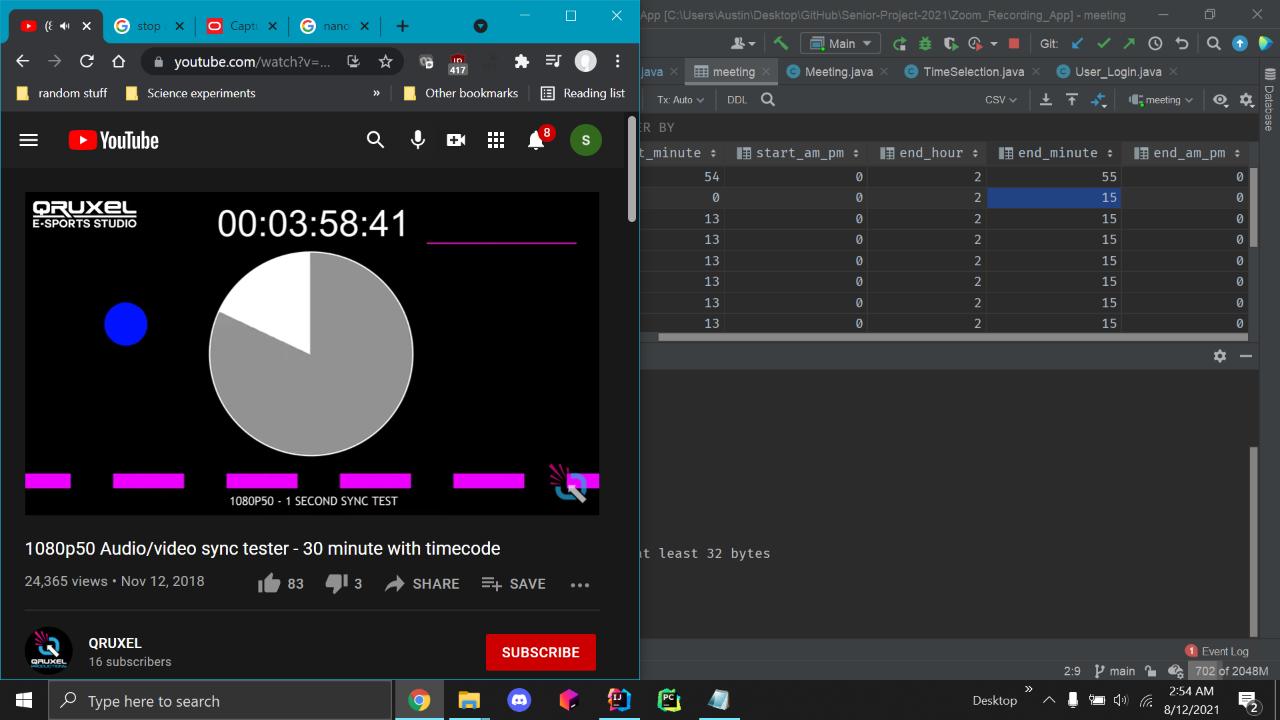 stop
Capt
nano
youtube.com/watch?v=...
417
random stuff
Science experiments
»
Other bookmarks
Reading list
YouTube
8
S
QRUXEL
E-SPORTS STUDIO
00:03:58:41
1080P50 - 1 SECOND SYNC TEST
1080p50 Audio/video sync tester - 30 minute with timecode
24,365 views • Nov 12, 2018
83
3
SHARE
SAVE
QRUXEL
16 subscribers
SUBSCRIBE
App [C:\Users\Austin\Desktop\GitHub\Senior-Project-2021\Zoom_Recording_App] - meeting
Main
Git:
java
meeting
Meeting.java
TimeSelection.java
User_Login.java
Tx: Auto
DDL
CSV
meeting
Database
ER BY
t_minute start_am_pm end_hour end_minute end_am_pm
54 0 2 55 0
0 0 2 15 0
13 0 2 15 0
13 0 2 15 0
13 0 2 15 0
13 0 2 15 0
13 0 2 15 0
13 0 2 15 0
at least 32 bytes
1 Event Log
2:9 main 702 of 2048M
Type here to search
PC
Desktop
»
2:54 AM
8/12/2021
2